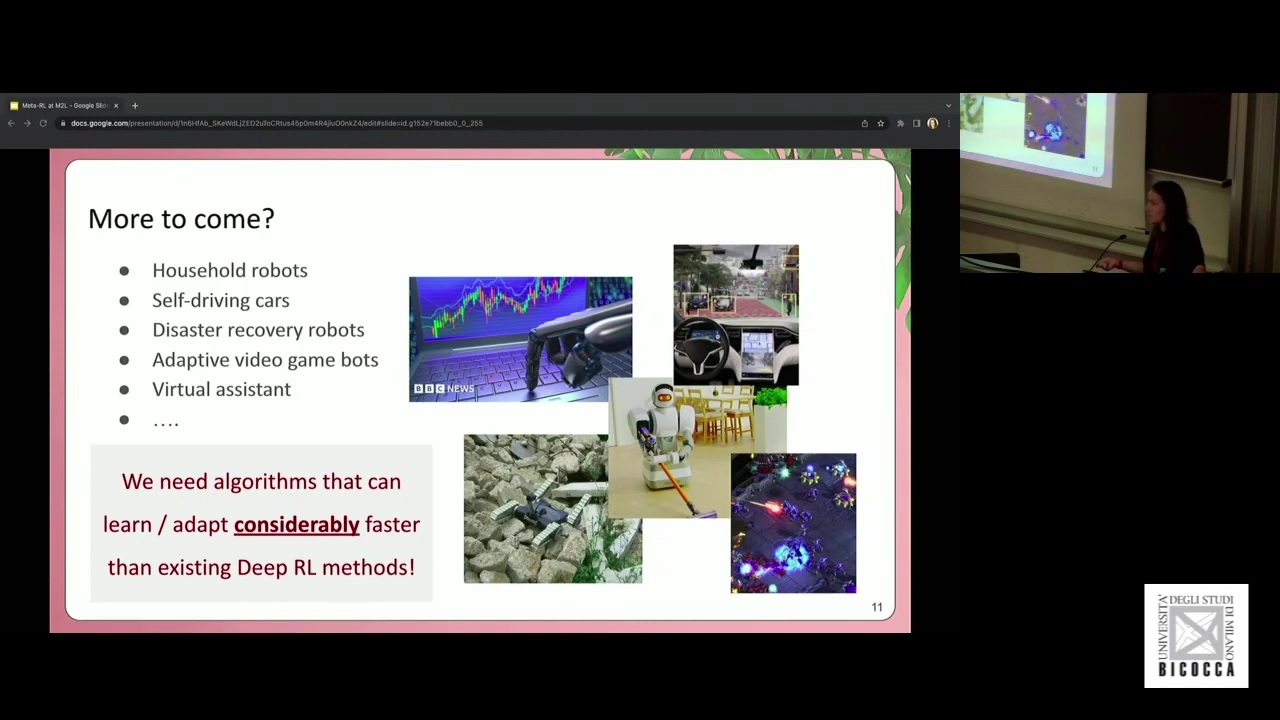 Meta-RL at M2L - Google Slid
docs.google.com/presentation/d/1n6HfAb_SKeWdLjZED2uToCRtus45p0m4R4jiuO0nkZ4/edit#slide=id.g152e71bebb0_0_255
More to come?
● Household robots
● Self-driving cars
● Disaster recovery robots
● Adaptive video game bots
● Virtual assistant
● ….
BBC NEWS
We need algorithms that can
learn / adapt considerably faster
than existing Deep RL methods!
11
UNIVERSITÀ
DEGLI STUDI
DI MILANO
BICOCCA